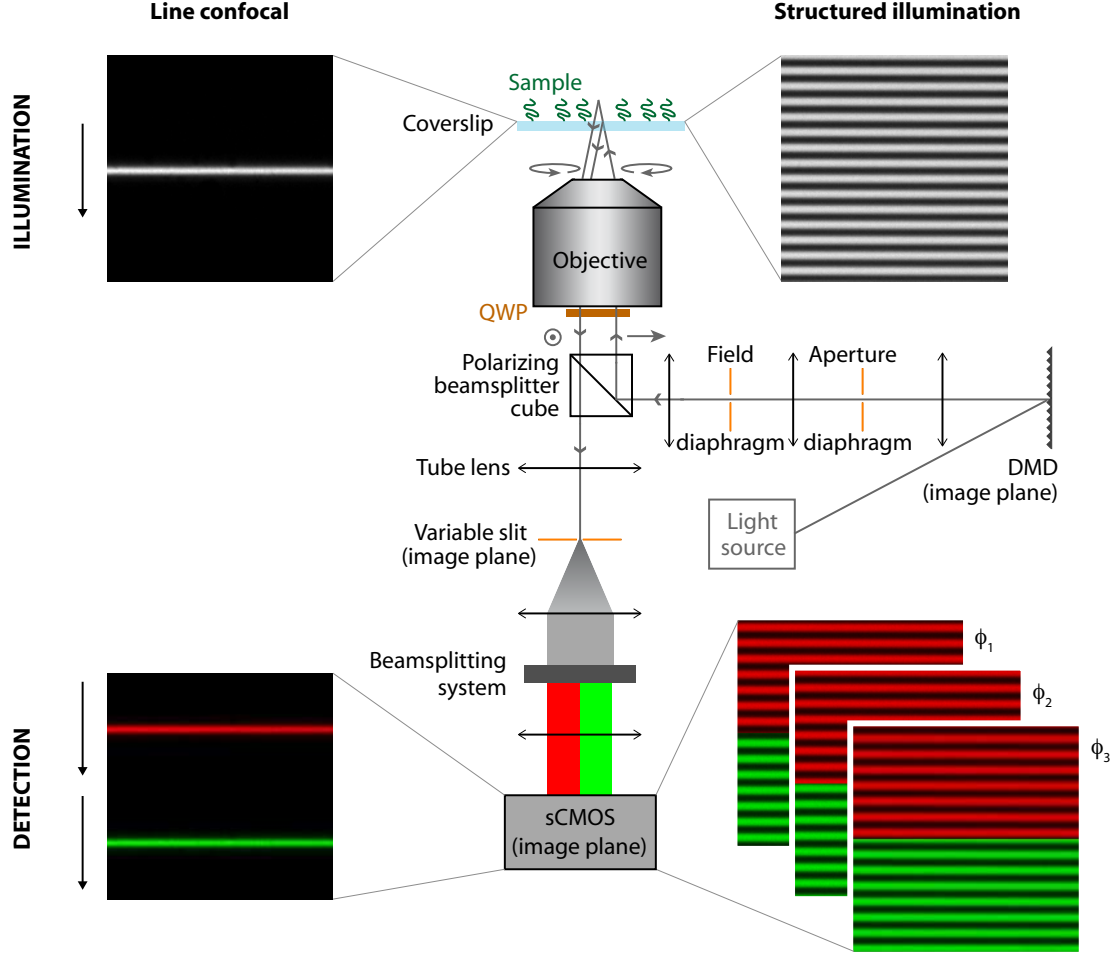 Line confocal
Structured illumination
ILLUMINATION
Sample
Coverslip
Objective
QWP
Polarizing
beamsplitter
cube
Field
diaphragm
Aperture
diaphragm
DMD
(image plane)
Tube lens
Light
source
Variable slit
(image plane)
Beamsplitting
system
DETECTION
sCMOS
(image plane)
ϕ1
ϕ2
ϕ3